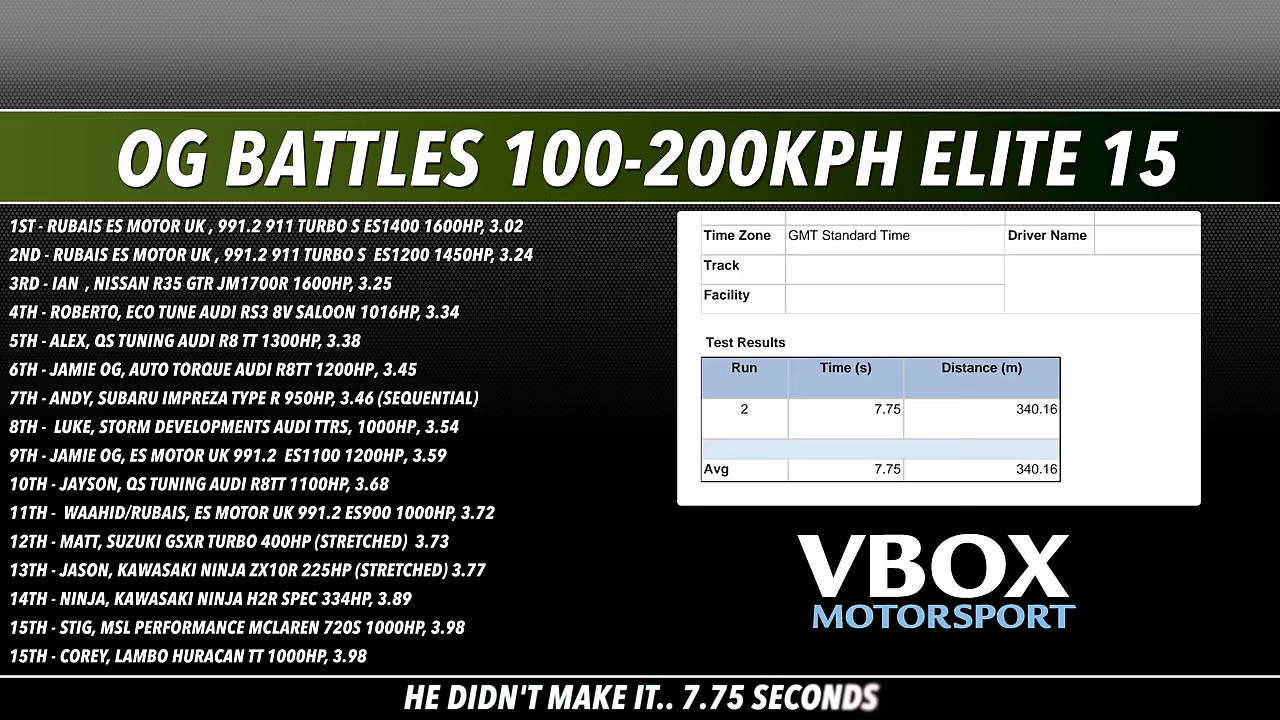 OG BATTLES 100-200KPH ELITE 15
1ST - RUBAIS ES MOTOR UK , 991.2 911 TURBO S ES1400 1600HP, 3.02
2ND - RUBAIS ES MOTOR UK , 991.2 911 TURBO S  ES1200 1450HP, 3.24
3RD - IAN  , NISSAN R35 GTR JM1700R 1600HP, 3.25
4TH - ROBERTO, ECO TUNE AUDI RS3 8V SALOON 1016HP, 3.34
5TH - ALEX, QS TUNING AUDI R8 TT 1300HP, 3.38
6TH - JAMIE OG, AUTO TORQUE AUDI R8TT 1200HP, 3.45
7TH - ANDY, SUBARU IMPREZA TYPE R 950HP, 3.46 (SEQUENTIAL)
8TH -  LUKE, STORM DEVELOPMENTS AUDI TTRS, 1000HP, 3.54
9TH - JAMIE OG, ES MOTOR UK 991.2  ES1100 1200HP, 3.59
10TH - JAYSON, QS TUNING AUDI R8TT 1100HP, 3.68
11TH -  WAAHID/RUBAIS, ES MOTOR UK 991.2 ES900 1000HP, 3.72
12TH - MATT, SUZUKI GSXR TURBO 400HP (STRETCHED)  3.73
13TH - JASON, KAWASAKI NINJA ZX10R 225HP (STRETCHED) 3.77
14TH - NINJA, KAWASAKI NINJA H2R SPEC 334HP, 3.89
15TH - STIG, MSL PERFORMANCE MCLAREN 720S 1000HP, 3.98
15TH - COREY, LAMBO HURACAN TT 1000HP, 3.98
Time Zone GMT Standard Time Driver Name
Track
Facility
Test Results
Run Time (s) Distance (m)
2 7.75 340.16
Avg 7.75 340.16
VBOX
MOTORSPORT
HE DIDN'T MAKE IT.. 7.75 SECONDS